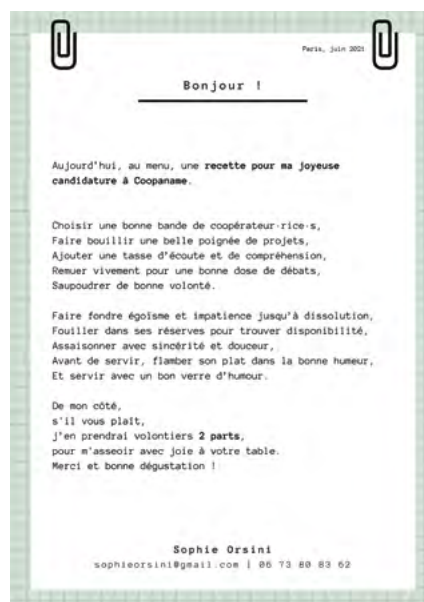 Paris, juin 2021
Bonjour !
Aujourd'hui, au menu, une recette pour ma joyeuse
candidature à Coopaname.
Choisir une bonne bande de coopérateur·rice·s,
Faire bouillir une belle poignée de projets,
Ajouter une tasse d'écoute et de compréhension,
Remuer vivement pour une bonne dose de débats,
Saupoudrer de bonne volonté.
Faire fondre égoïsme et impatience jusqu'à dissolution,
Fouiller dans ses réserves pour trouver disponibilité,
Assaisonner avec sincérité et douceur,
Avant de servir, flamber son plat dans la bonne humeur,
Et servir avec un bon verre d'humour.
De mon côté,
s'il vous plaît,
j'en prendrai volontiers 2 parts,
pour m'asseoir avec joie à votre table.
Merci et bonne dégustation !
Sophie Orsini
sophieorsini@gmail.com | 06 73 80 83 62